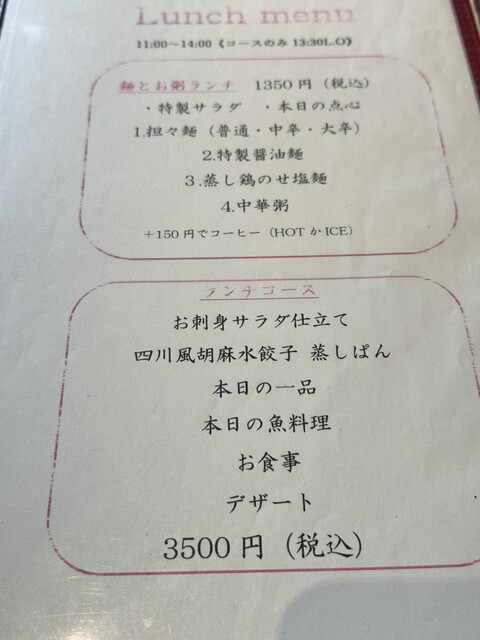 Lunch menu
11:00～14:00《コースのみ 13:30L.O》
麺とお粥ランチ 1350円（税込）
・特製サラダ ・本日の点心
1.担々麺（普通・中辛・大辛）
2.特製醤油麺
3.蒸し鶏のせ塩麺
4.中華粥
+150円でコーヒー（HOTかICE）
ランチコース
お刺身サラダ仕立て
四川風胡麻水餃子 蒸しぱん
本日の一品
本日の魚料理
お食事
デザート
3500円（税込）